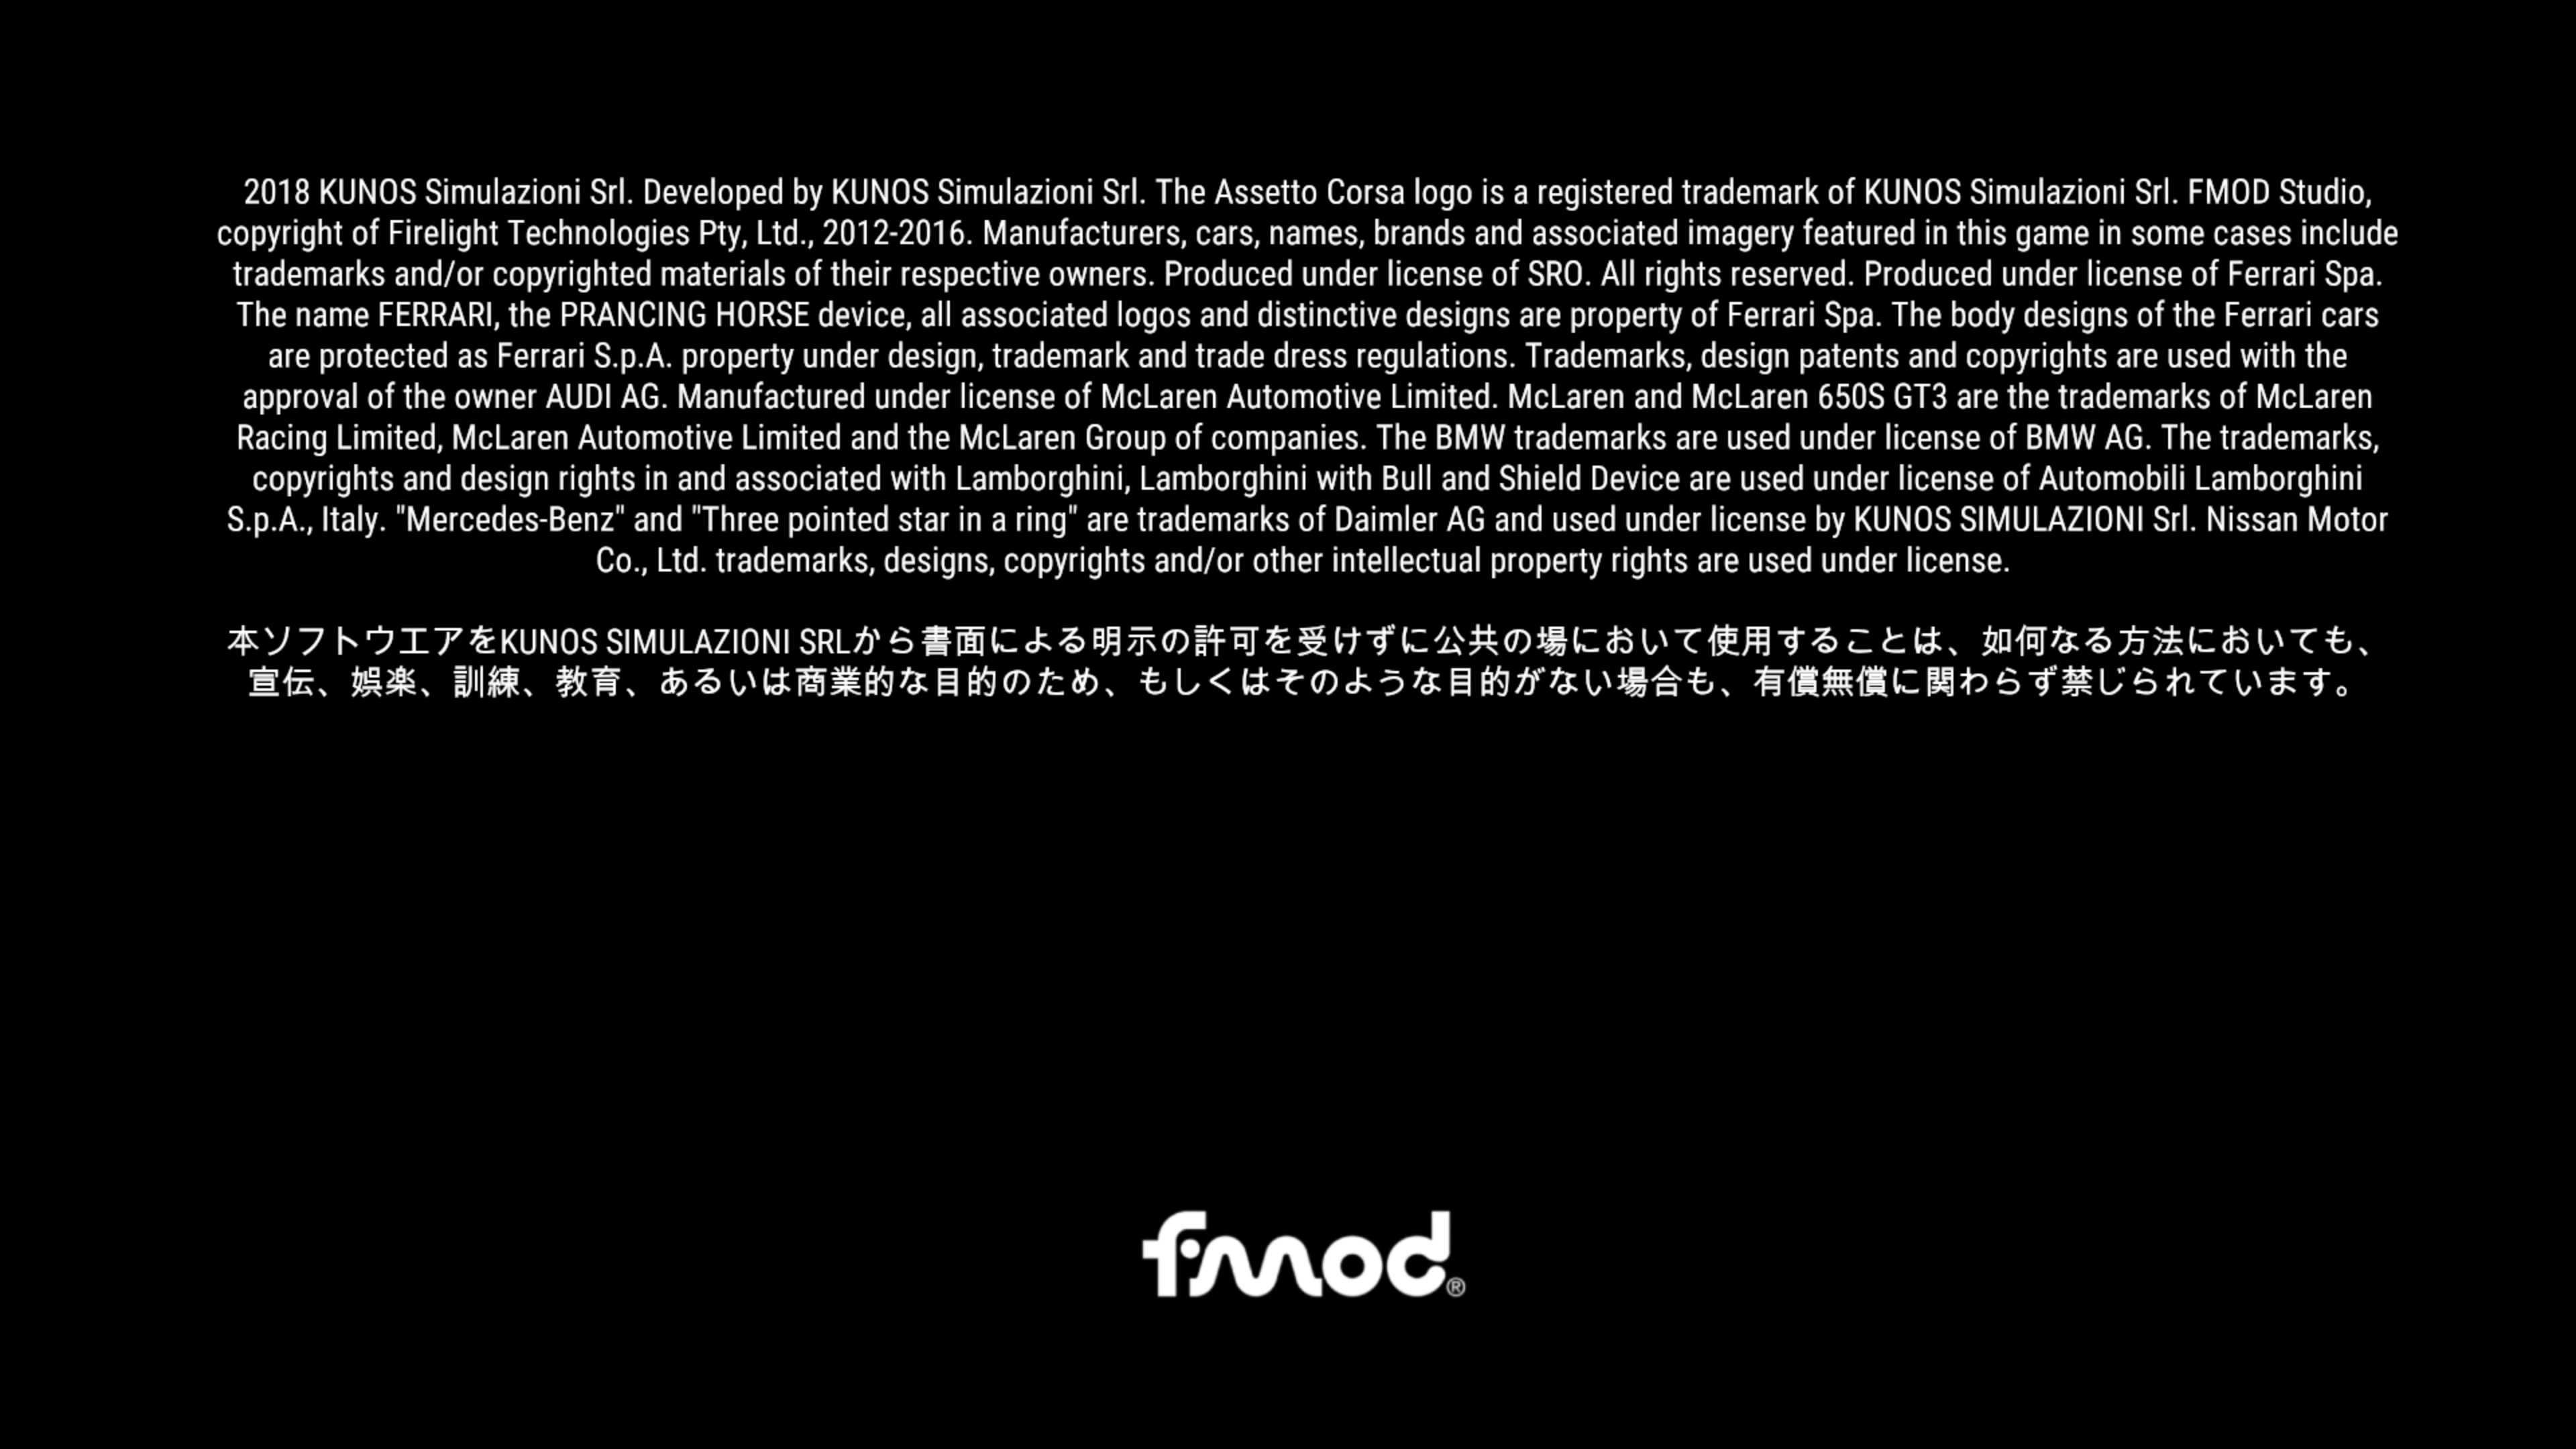 2018 KUNOS Simulazioni Srl. Developed by KUNOS Simulazioni Srl. The Assetto Corsa logo is a registered trademark of KUNOS Simulazioni Srl. FMOD Studio,
copyright of Firelight Technologies Pty, Ltd., 2012-2016. Manufacturers, cars, names, brands and associated imagery featured in this game in some cases include
trademarks and/or copyrighted materials of their respective owners. Produced under license of SRO. All rights reserved. Produced under license of Ferrari Spa.
The name FERRARI, the PRANCING HORSE device, all associated logos and distinctive designs are property of Ferrari Spa. The body designs of the Ferrari cars
are protected as Ferrari S.p.A. property under design, trademark and trade dress regulations. Trademarks, design patents and copyrights are used with the
approval of the owner AUDI AG. Manufactured under license of McLaren Automotive Limited. McLaren and McLaren 650S GT3 are the trademarks of McLaren
Racing Limited, McLaren Automotive Limited and the McLaren Group of companies. The BMW trademarks are used under license of BMW AG. The trademarks,
copyrights and design rights in and associated with Lamborghini, Lamborghini with Bull and Shield Device are used under license of Automobili Lamborghini
S.p.A., Italy. "Mercedes-Benz" and "Three pointed star in a ring" are trademarks of Daimler AG and used under license by KUNOS SIMULAZIONI Srl. Nissan Motor
Co., Ltd. trademarks, designs, copyrights and/or other intellectual property rights are used under license.
本ソフトウエアをKUNOS SIMULAZIONI SRLから書面による明示の許可を受けずに公共の場において使用することは、如何なる方法においても、
宣伝、娯楽、訓練、教育、あるいは商業的な目的のため、もしくはそのような目的がない場合も、有償無償に関わらず禁じられています。
fmod®